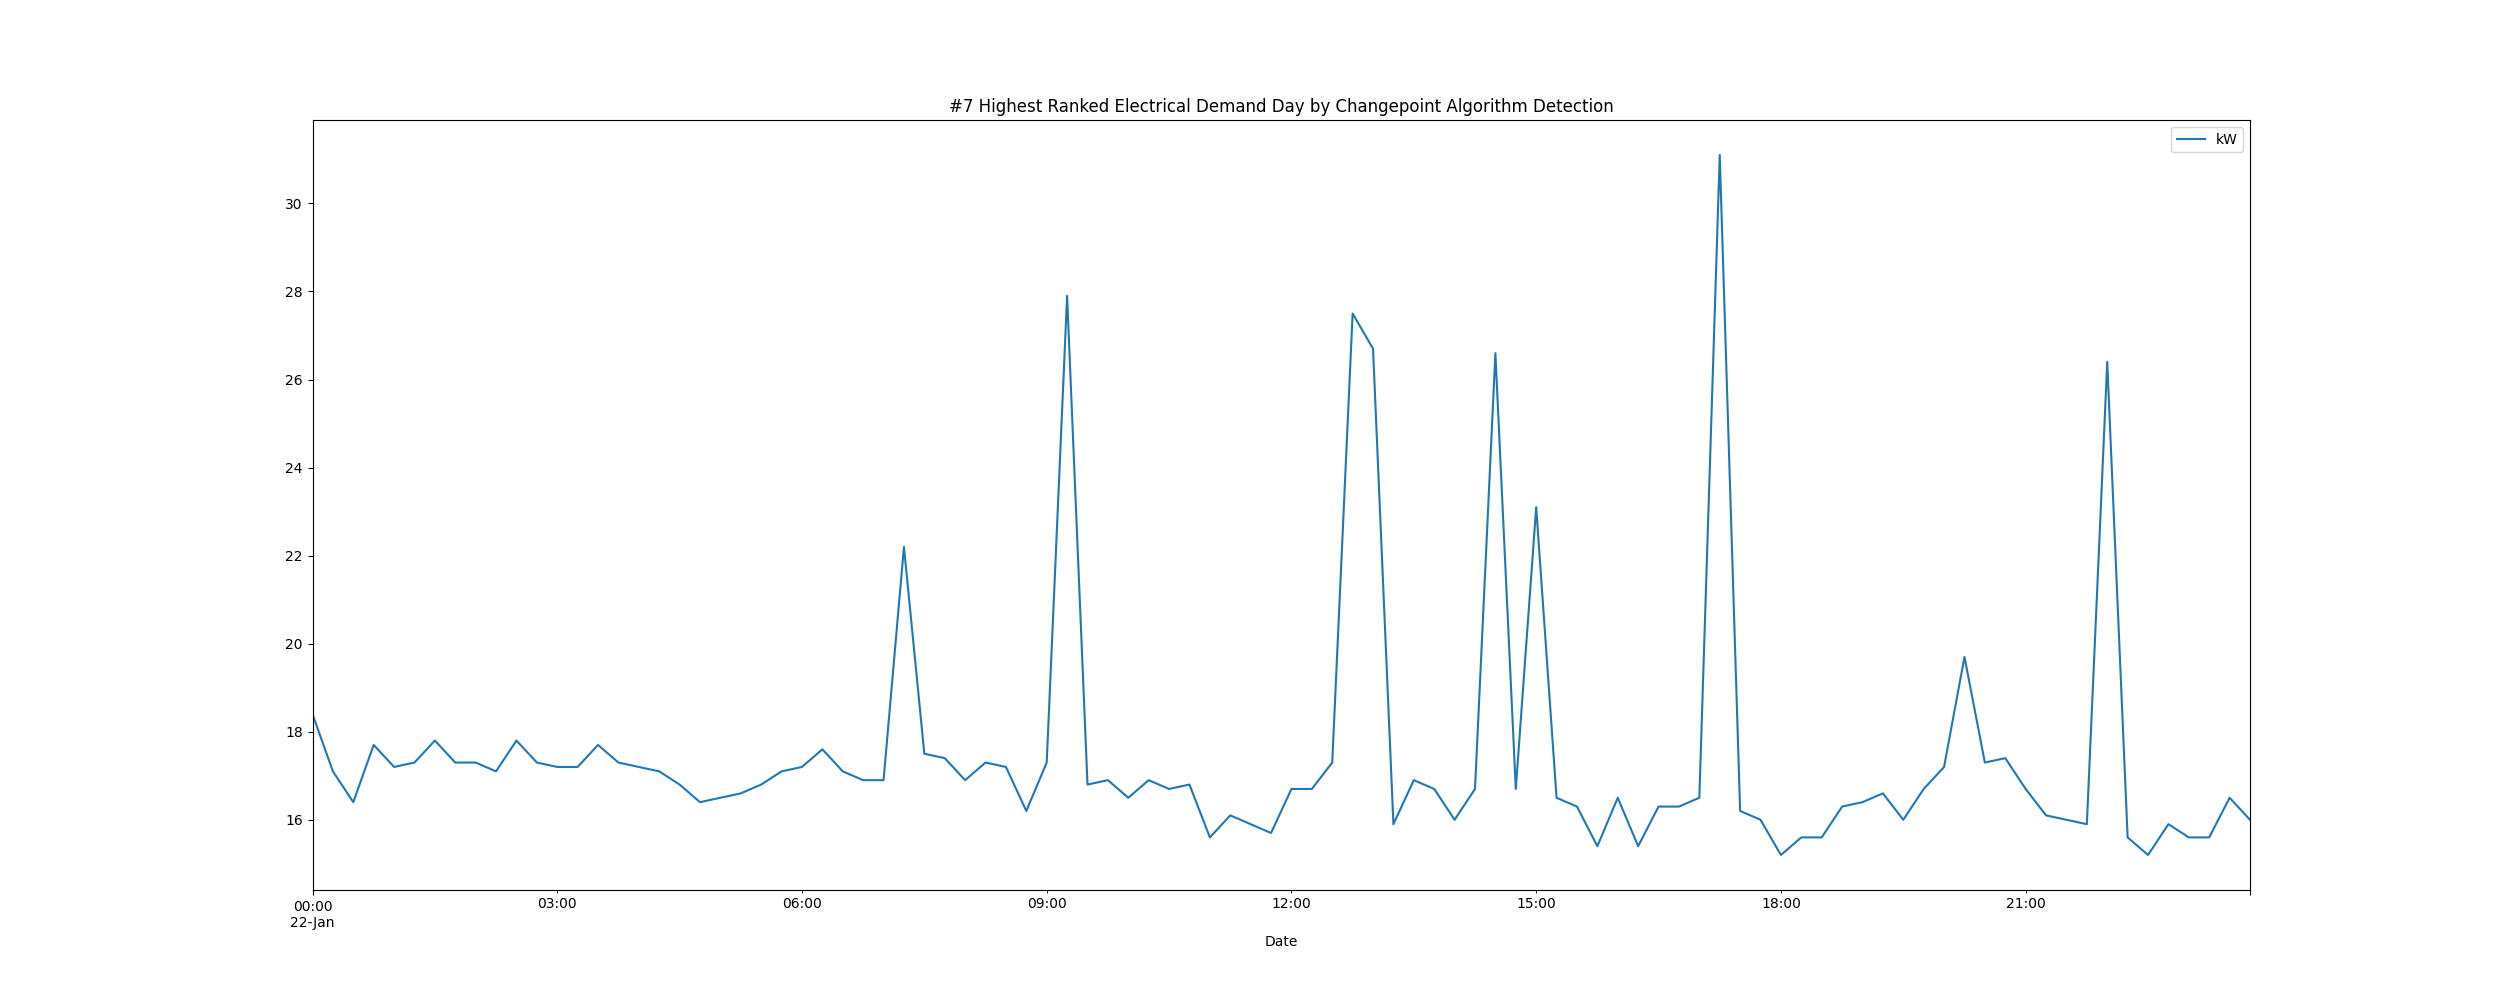 #7 Highest Ranked Electrical Demand Day by Changepoint Algorithm Detection
kW
30
28
26
24
22
20
18
16
00:00 03:00 06:00 09:00 12:00 15:00 18:00 21:00
22-Jan
Date